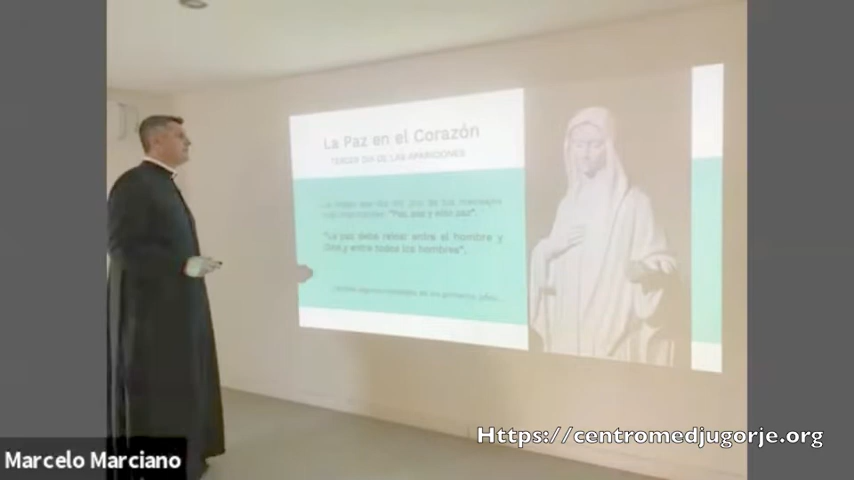 La Paz en el Corazón
TERCER DÍA DE LAS APARICIONES
"Paz, paz y sólo paz".
"La paz debe reinar entre el hombre y
Dios y entre todos los hombres".
Https://centromedjugorje.org
Marcelo Marciano